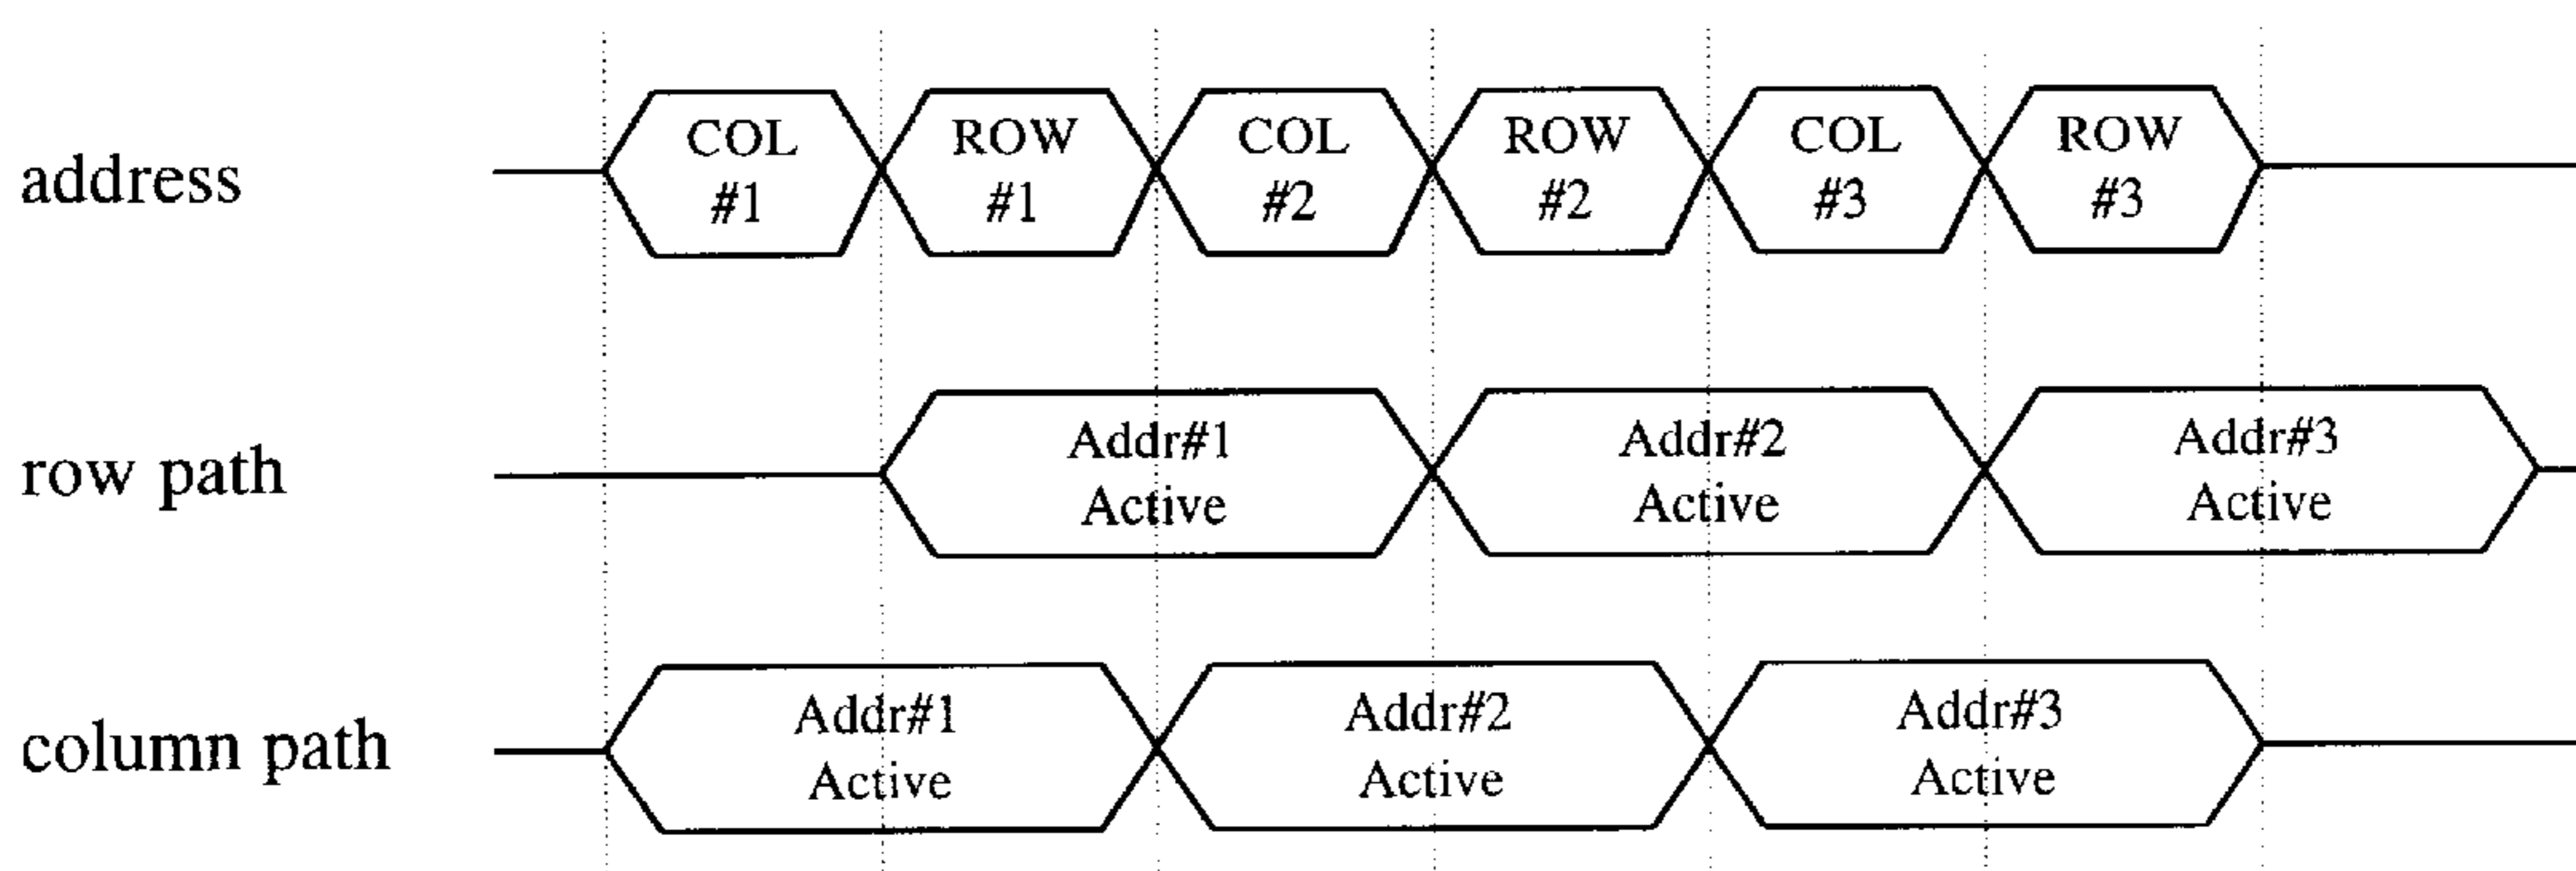 address
COL ROW COL ROW COL ROW
#1 #1 #2 #2 #3 #3
row path
Addr#1 Addr#2 Addr#3
Active Active Active
column path
Addr#1 Addr#2 Addr#3
Active Active Active